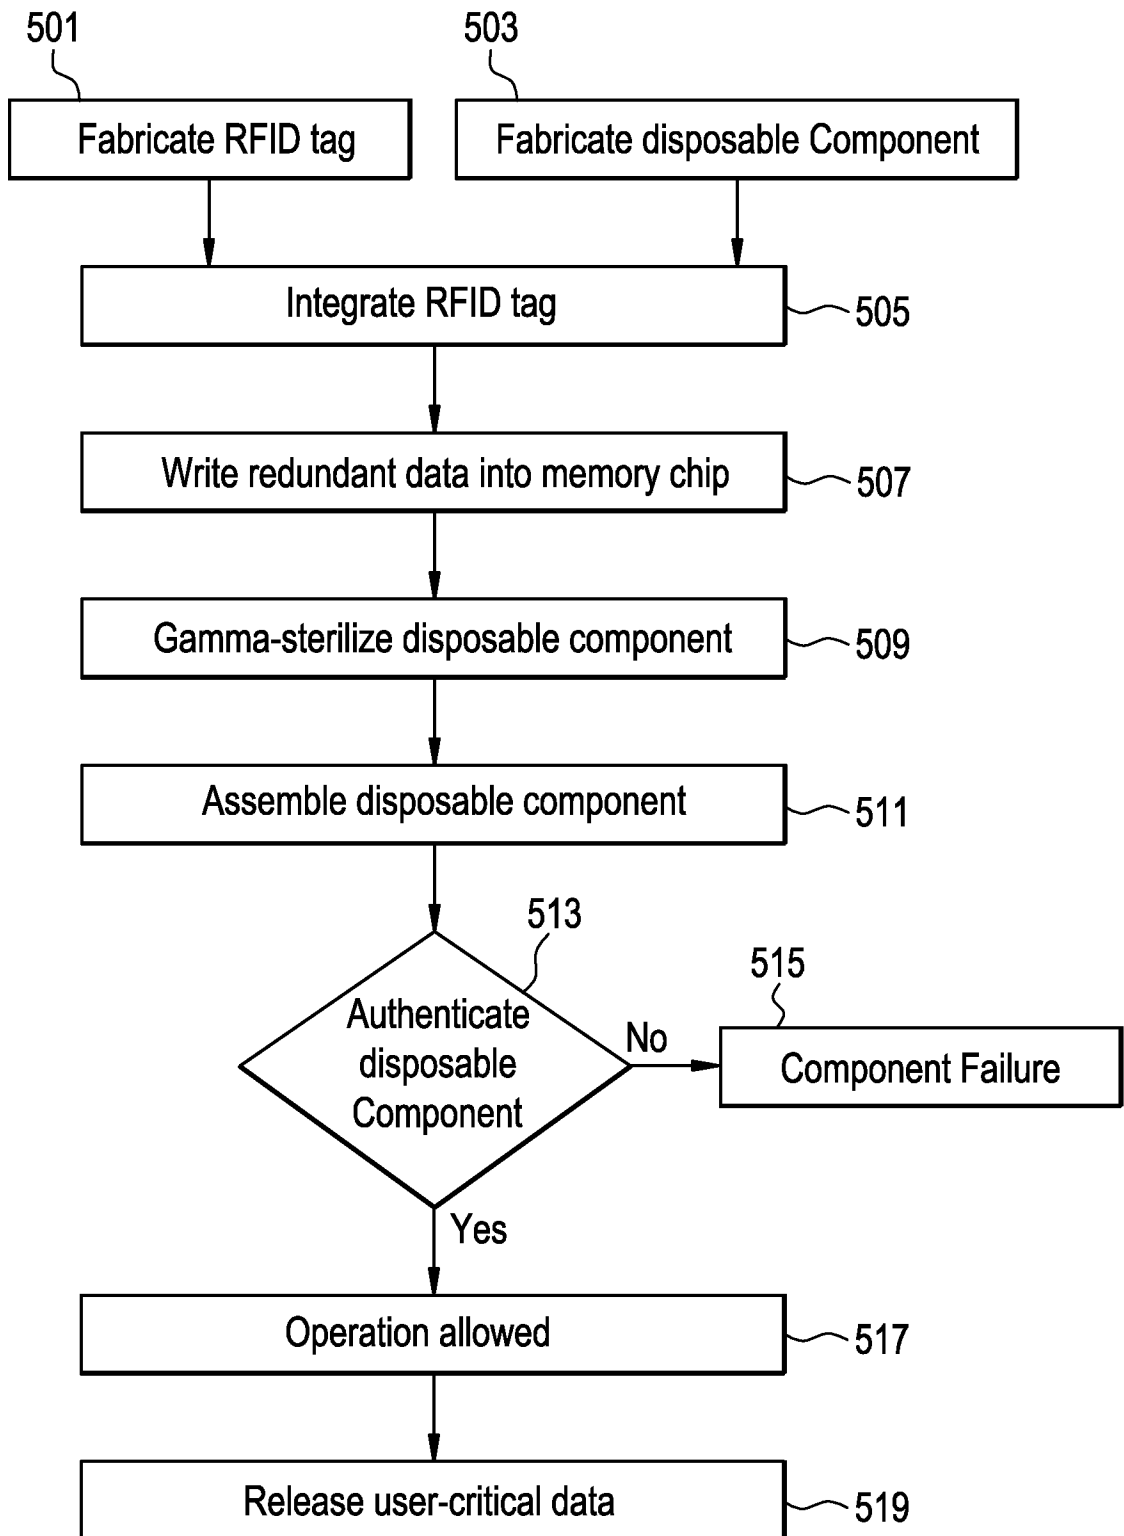 501
503
Fabricate RFID tag
Fabricate disposable Component
Integrate RFID tag
505
Write redundant data into memory chip
507
Gamma-sterilize disposable component
509
Assemble disposable component
511
513
Authenticate
disposable
Component
No
515
Component Failure
Yes
Operation allowed
517
Release user-critical data
519